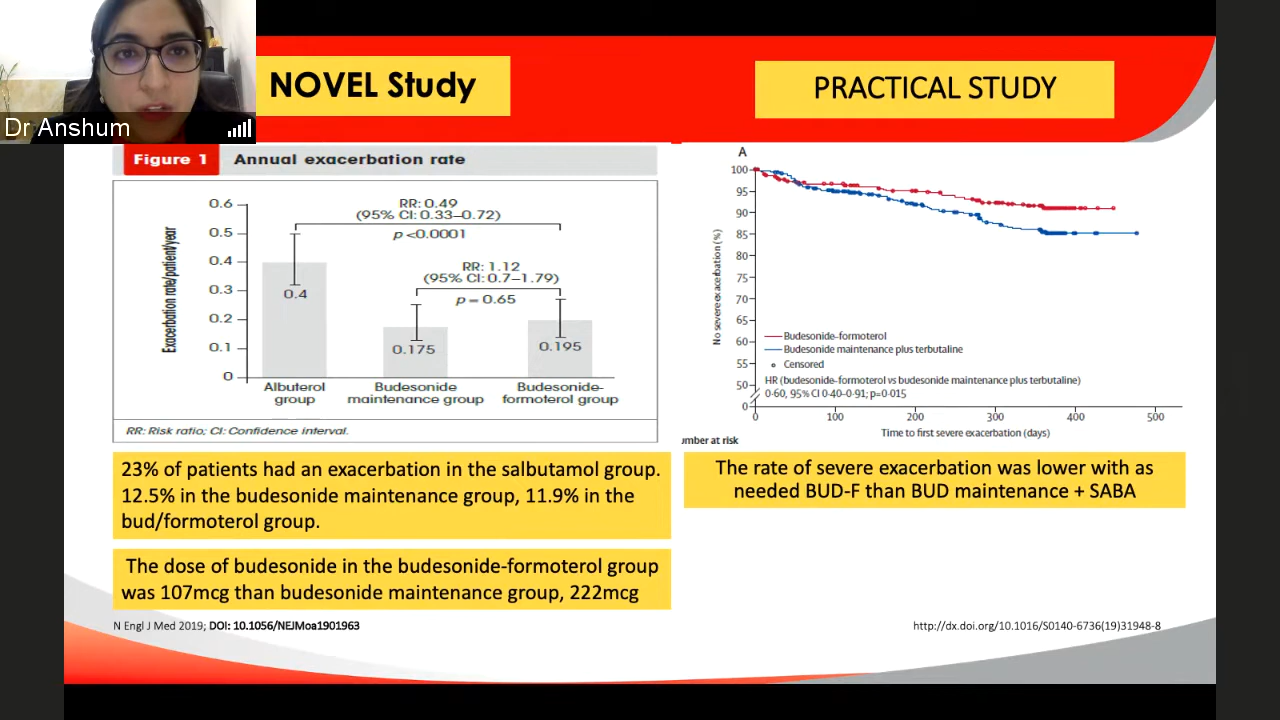 Dr Anshum
NOVEL Study
PRACTICAL STUDY
Figure 1 Annual exacerbation rate
Exacerbation rate/patient/year
0.6
0.5
0.4
0.3
0.2
0.1
0
RR: 0.49
(95% CI: 0.33–0.72)
p <0.0001
RR: 1.12
(95% CI: 0.7–1.79)
p = 0.65
0.4
0.175
0.195
Albuterol
group
Budesonide
maintenance group
Budesonide-
formoterol group
RR: Risk ratio; CI: Confidence interval.
23% of patients had an exacerbation in the salbutamol group.
12.5% in the budesonide maintenance group, 11.9% in the
bud/formoterol group.
The dose of budesonide in the budesonide-formoterol group
was 107mcg than budesonide maintenance group, 222mcg
N Engl J Med 2019; DOI: 10.1056/NEJMoa1901963
A
No severe exacerbation (%)
100
95
90
85
80
75
70
65
60
55
50
0
Budesonide-formoterol
Budesonide maintenance plus terbutaline
Censored
HR (budesonide-formoterol vs budesonide maintenance plus terbutaline)
0·60, 95% CI 0·40–0·91; p=0·015
0
100
200
300
400
500
Time to first severe exacerbation (days)
umber at risk
The rate of severe exacerbation was lower with as
needed BUD-F than BUD maintenance + SABA
http://dx.doi.org/10.1016/S0140-6736(19)31948-8